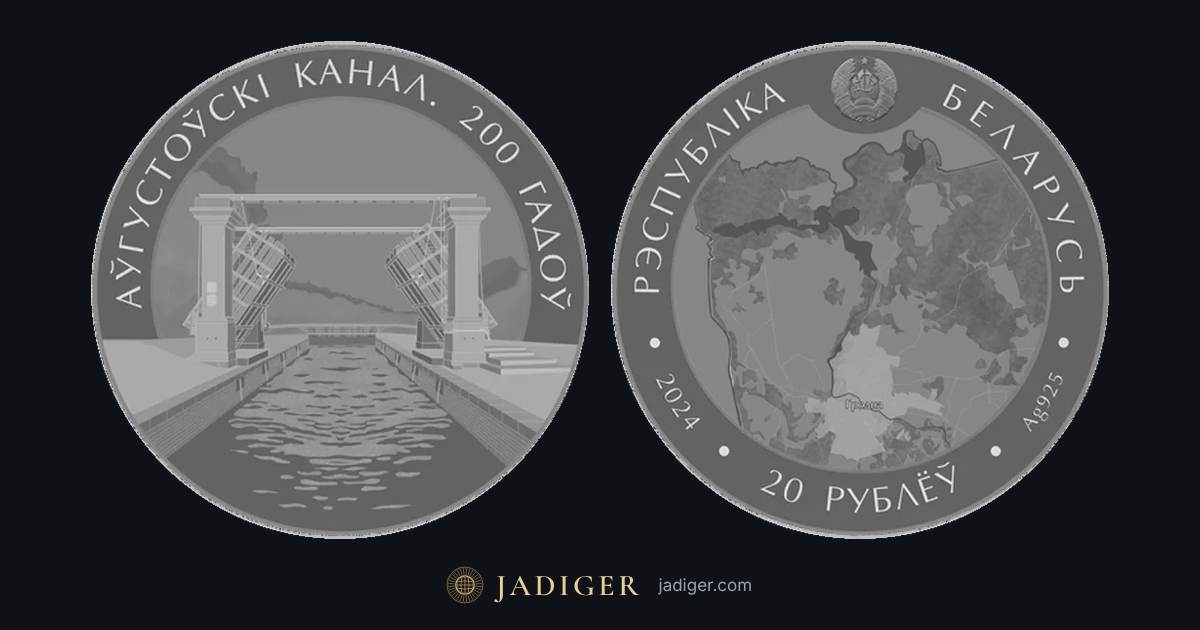 АЎГУСТОЎСКІ КАНАЛ. 200 ГАДОЎ
РЭСПУБЛІКА БЕЛАРУСЬ
Гродна
2024
Ag925
20 РУБЛЁЎ
JADIGER jadiger.com